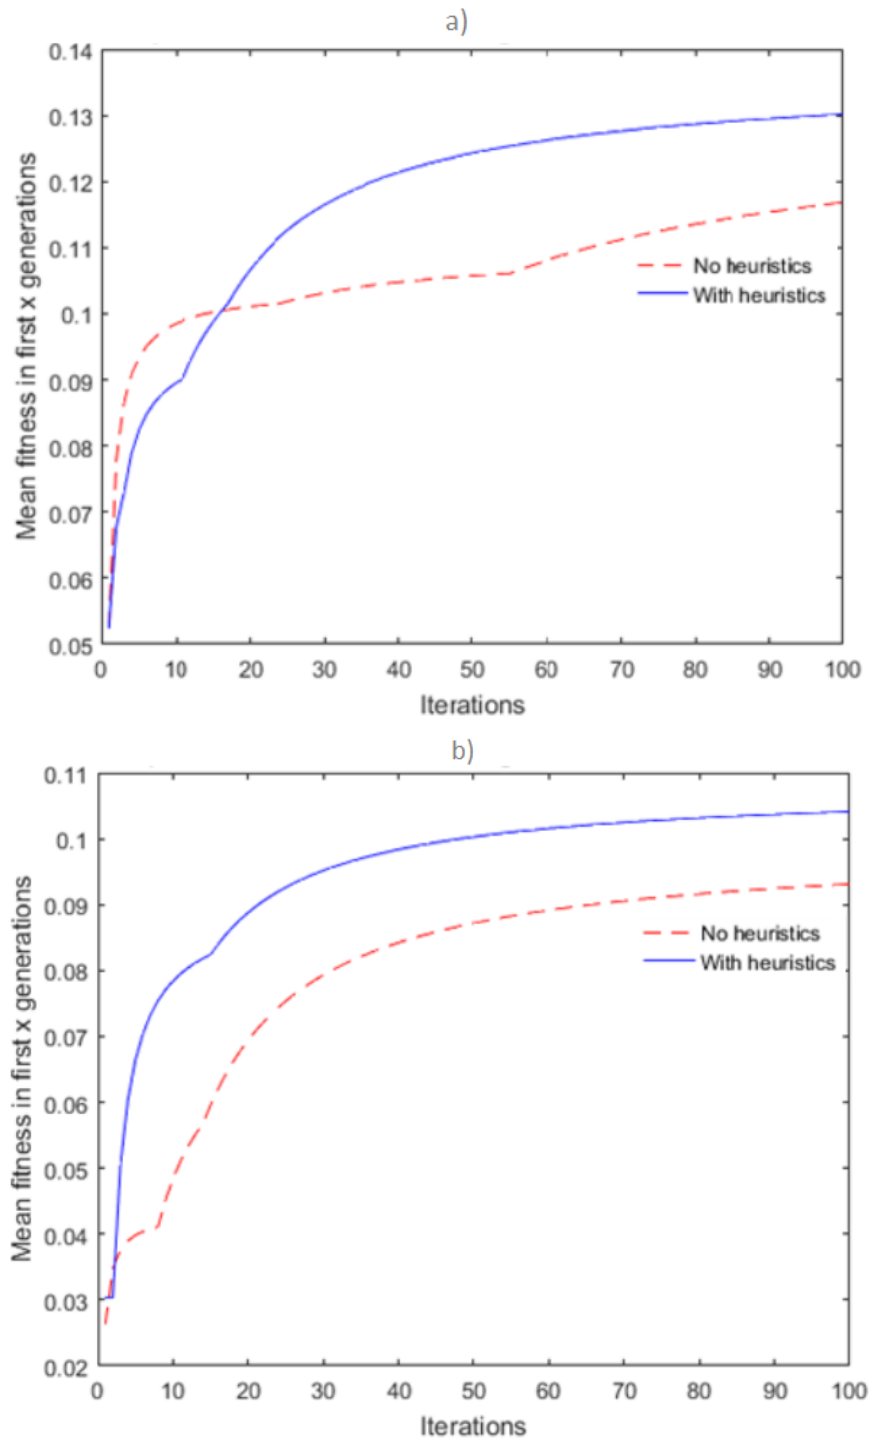 a)
0.14
0.13
0.12
0.11
0.1
0.09
0.08
0.07
0.06
0.05
Mean fitness in first x generations
No heuristics
With heuristics
0 10 20 30 40 50 60 70 80 90 100
Iterations
b)
0.11
0.1
0.09
0.08
0.07
0.06
0.05
0.04
0.03
0.02
Mean fitness in first x generations
No heuristics
With heuristics
0 10 20 30 40 50 60 70 80 90 100
Iterations